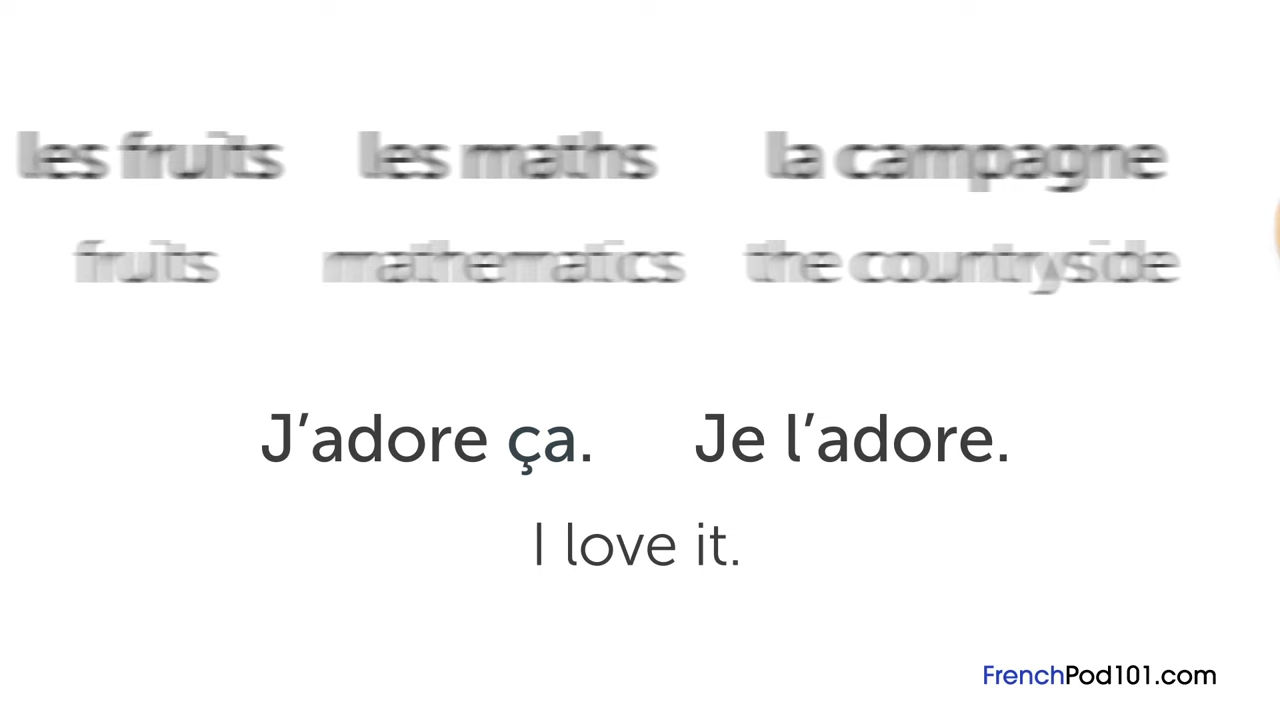 les fruits les maths la campagne
fruits mathematics the countryside
J’adore ça. Je l’adore.
I love it.
FrenchPod101.com